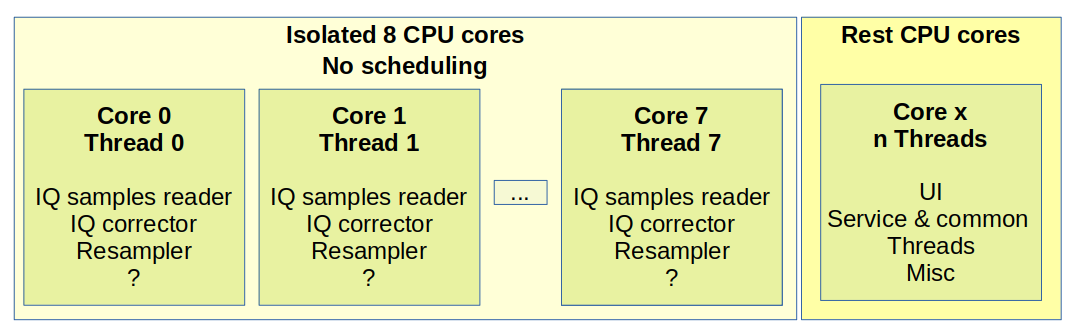 Isolated 8 CPU cores
No scheduling
Core 0
Thread 0
IQ samples reader
IQ corrector
Resampler
?
Core 1
Thread 1
IQ samples reader
IQ corrector
Resampler
?
...
Core 7
Thread 7
IQ samples reader
IQ corrector
Resampler
?
Rest CPU cores
Core x
n Threads
UI
Service & common
Threads
Misc